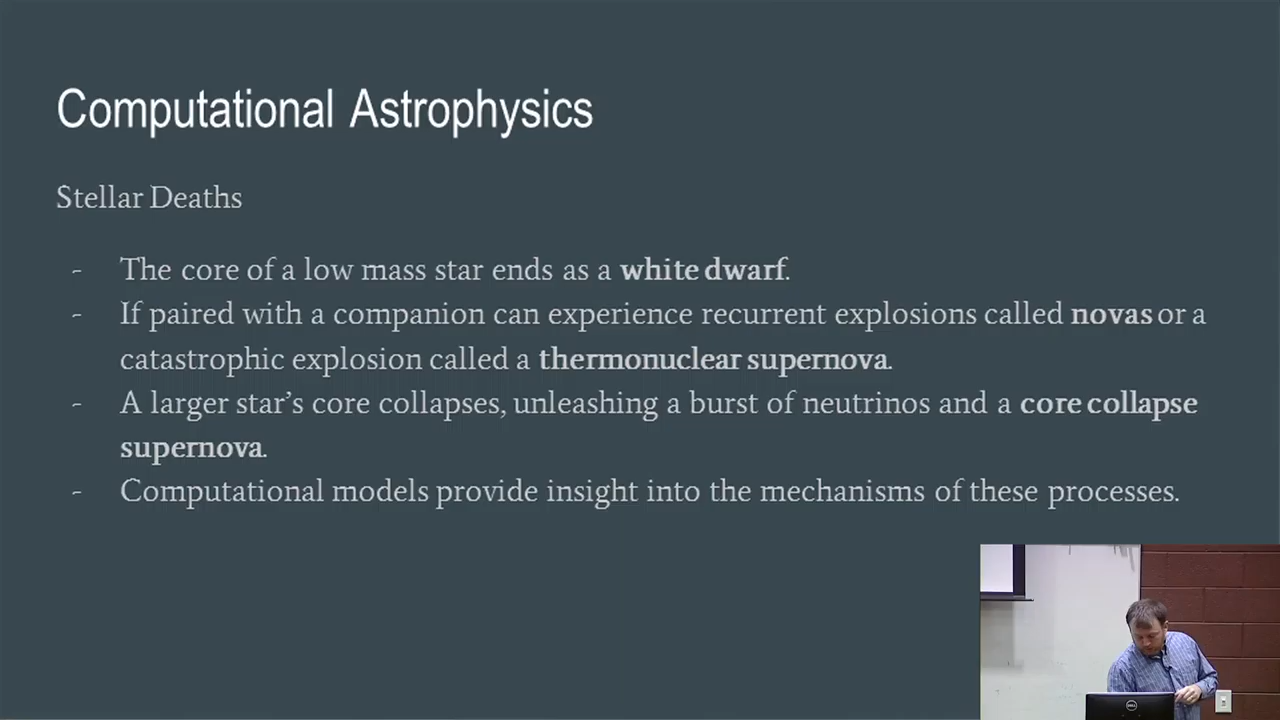 Computational Astrophysics
Stellar Deaths
- The core of a low mass star ends as a white dwarf.
- If paired with a companion can experience recurrent explosions called novas or a
catastrophic explosion called a thermonuclear supernova.
- A larger star's core collapses, unleashing a burst of neutrinos and a core collapse
supernova.
- Computational models provide insight into the mechanisms of these processes.
DELL